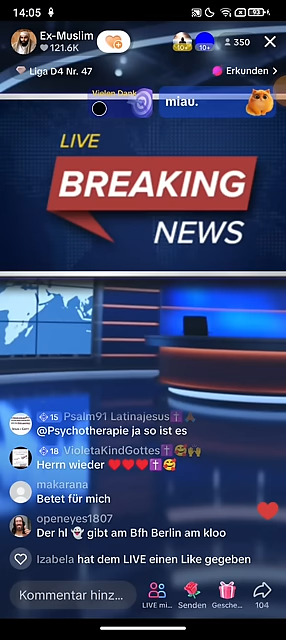 14:05
93
Ex-Muslim
121.6K
10+
10+
350
Liga D4 Nr. 47
Erkunden >
Vielen Dank
miau.
LIVE
BREAKING
NEWS
15 Psalm91 Latinajesus✝️🙏
@Psychotherapie ja so ist es
18 VioletaKindGottes✝️🥰🙌
Herrn wieder ❤️❤️❤️✝️🥰
makarana
Betet für mich
openeyes1807
Der hl 👻 gibt am Bfh Berlin am kloo
Izabela hat dem LIVE einen Like gegeben
Kommentar hinz...
LIVE mi...
Senden
Gesche...
104